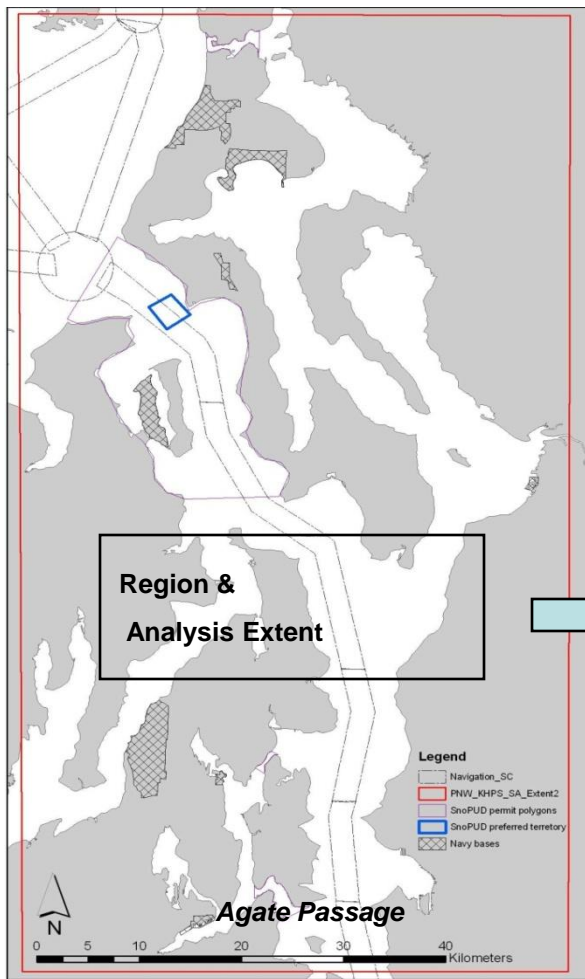 Region &
Analysis Extent
Legend
Navigation_SC
PNW_KHPS_SA_Extent2
SnoPUD permit polygons
SnoPUD preferred terretory
Navy bases
Agate Passage
N
0 10 20 30 40
Kilometers